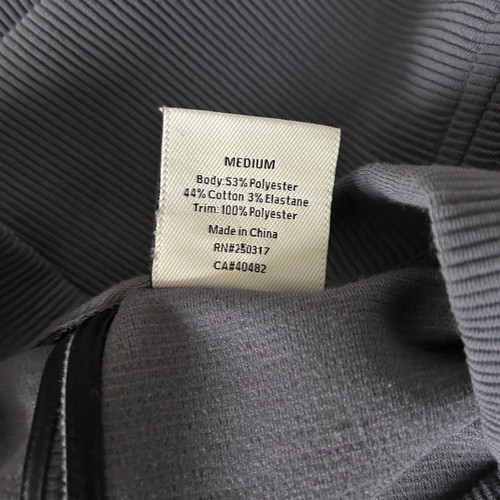 MEDIUM
Body:53%Polyester
44% Cotton 3% Elastane
Trim:100%Polyester
Made in China
RN#250317
CA#40482